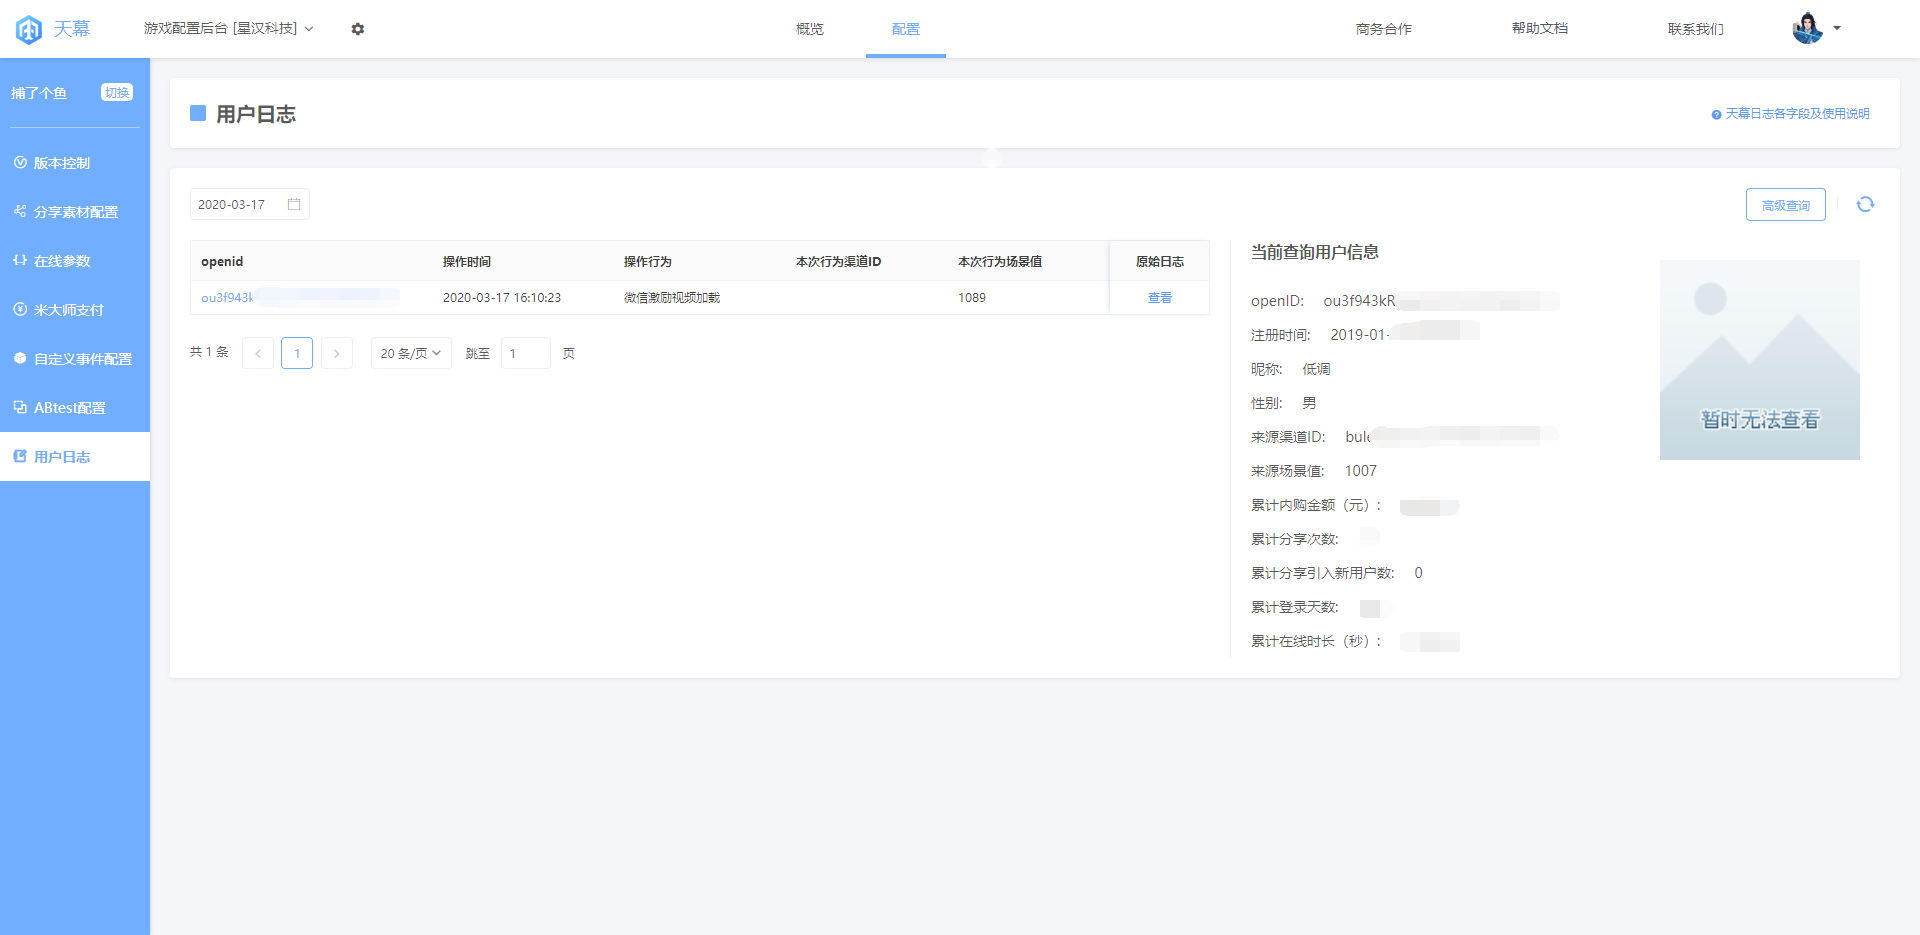 天幕
游戏配置后台 [星汉科技]
概览
配置
商务合作
帮助文档
联系我们
捕了个鱼
切换
版本控制
分享素材配置
在线参数
米大师支付
自定义事件配置
ABtest配置
用户日志
用户日志
天幕日志各字段及使用说明
2020-03-17
高级查询
openid 操作时间 操作行为 本次行为渠道ID 本次行为场景值 原始日志
ou3f943k 2020-03-17 16:10:23 微信激励视频加载 1089 查看
共 1 条 1 20 条/页 跳至 1 页
当前查询用户信息
openID: ou3f943kR
注册时间: 2019-01-
昵称: 低调
性别: 男
来源渠道ID: bule
来源场景值: 1007
累计内购金额（元）:
累计分享次数:
累计分享引入新用户数: 0
累计登录天数:
累计在线时长（秒）:
暂时无法查看